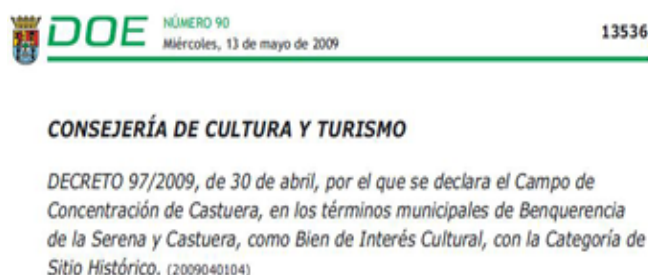 DOE
NÚMERO 90
Miércoles, 13 de mayo de 2009
13536
CONSEJERÍA DE CULTURA Y TURISMO
DECRETO 97/2009, de 30 de abril, por el que se declara el Campo de
Concentración de Castuera, en los términos municipales de Benquerencia
de la Serena y Castuera, como Bien de Interés Cultural, con la Categoría de
Sitio Histórico. (2009040104)